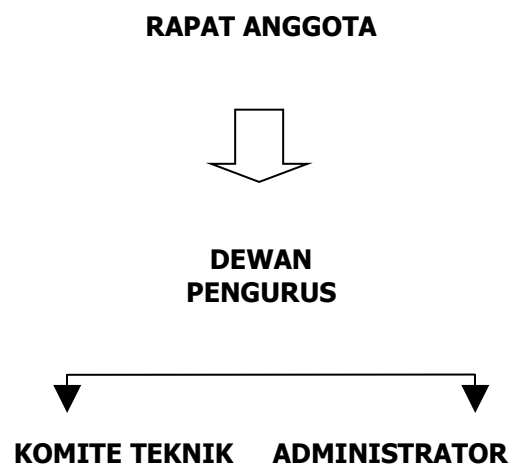 RAPAT ANGGOTA
DEWAN
PENGURUS
KOMITE TEKNIK ADMINISTRATOR